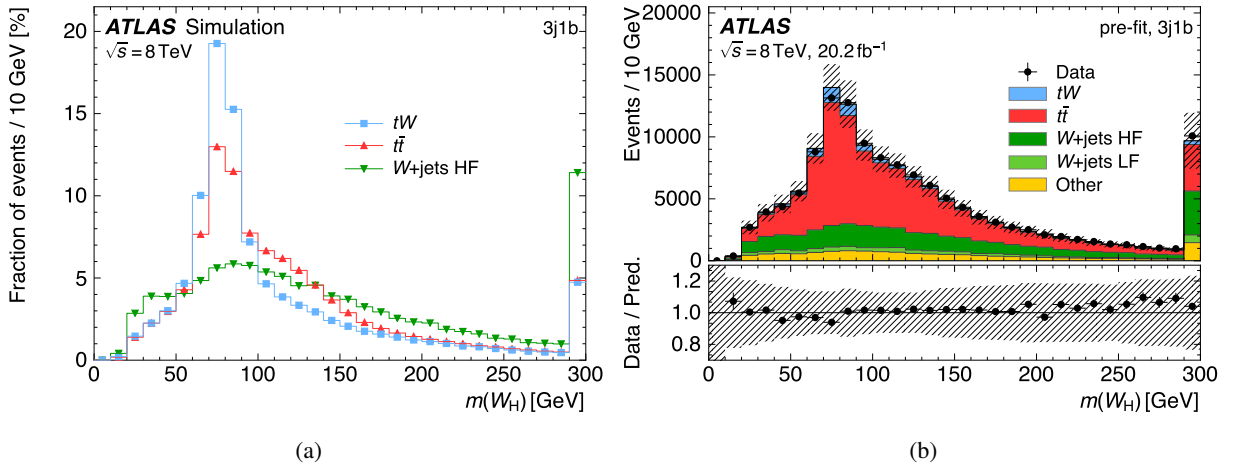 ATLAS Simulation
3j1b
√s = 8 TeV
tW
tt̄
W+jets HF
Fraction of events / 10 GeV [%]
20
15
10
5
0
0 50 100 150 200 250 300
m(W_H) [GeV]
(a)
ATLAS
pre-fit, 3j1b
√s = 8 TeV, 20.2 fb⁻¹
Data
tW
tt̄
W+jets HF
W+jets LF
Other
Events / 10 GeV
20000
15000
10000
5000
0
Data / Pred.
1.2
1.0
0.8
0 50 100 150 200 250 300
m(W_H) [GeV]
(b)